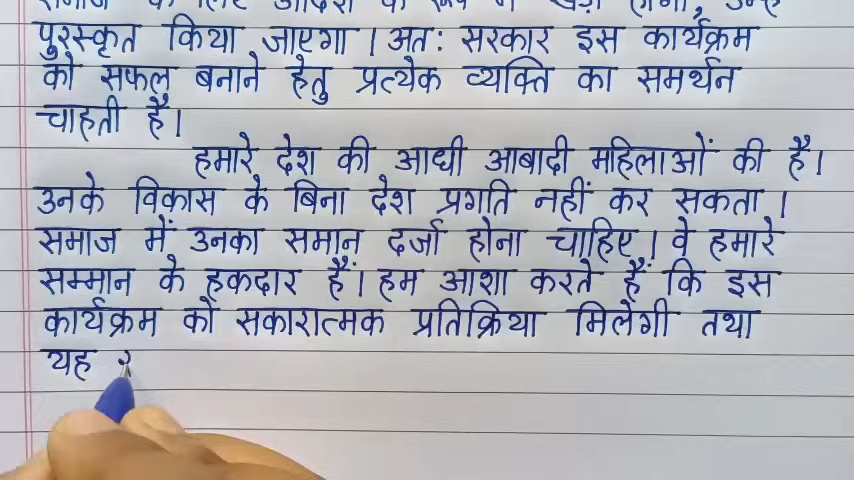 पुरस्कृत किया जाएगा। अतः सरकार इस कार्यक्रम
को सफल बनाने हेतु प्रत्येक व्यक्ति का समर्थन
चाहती है।
हमारे देश की आधी आबादी महिलाओं की है।
उनके विकास के बिना देश प्रगति नहीं कर सकता।
समाज में उनका समान दर्जा होना चाहिए। वे हमारे
सम्मान के हकदार हैं। हम आशा करते हैं कि इस
कार्यक्रम को सकारात्मक प्रतिक्रिया मिलेगी तथा
यह